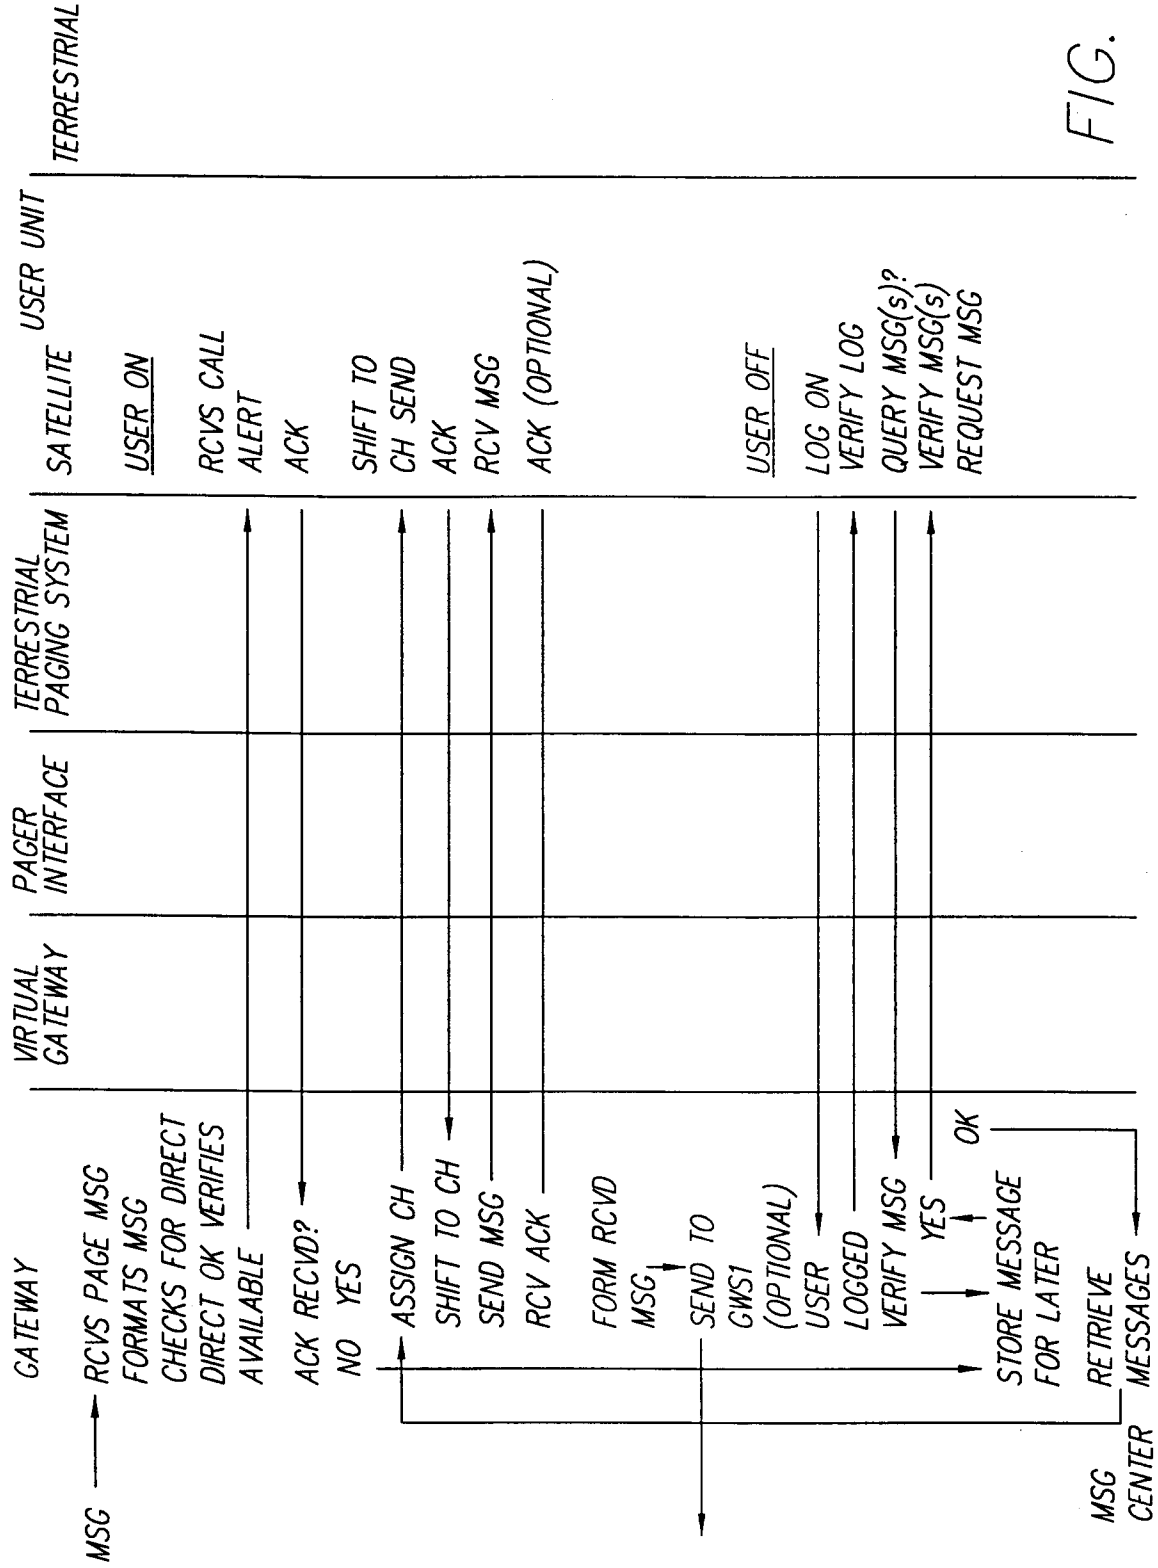 GATEWAY
VIRTUAL
GATEWAY
PAGER
INTERFACE
TERRESTRIAL
PAGING SYSTEM
USER UNIT
SATELLITE
TERRESTRIAL
MSG
RCVS PAGE MSG
FORMATS MSG
CHECKS FOR DIRECT
DIRECT OK VERIFIES
AVAILABLE
ACK RECVD?
NO YES
ASSIGN CH
SHIFT TO CH
SEND MSG
RCV ACK
FORM RCVD
MSG
SEND TO
GWS1
(OPTIONAL)
USER
LOGGED
VERIFY MSG
YES
OK
STORE MESSAGE
FOR LATER
RETRIEVE
MESSAGES
MSG
CENTER
USER ON
RCVS CALL
ALERT
ACK
SHIFT TO
CH SEND
ACK
RCV MSG
ACK (OPTIONAL)
USER OFF
LOG ON
VERIFY LOG
QUERY MSG(s)?
VERIFY MSG(s)
REQUEST MSG
FIG.